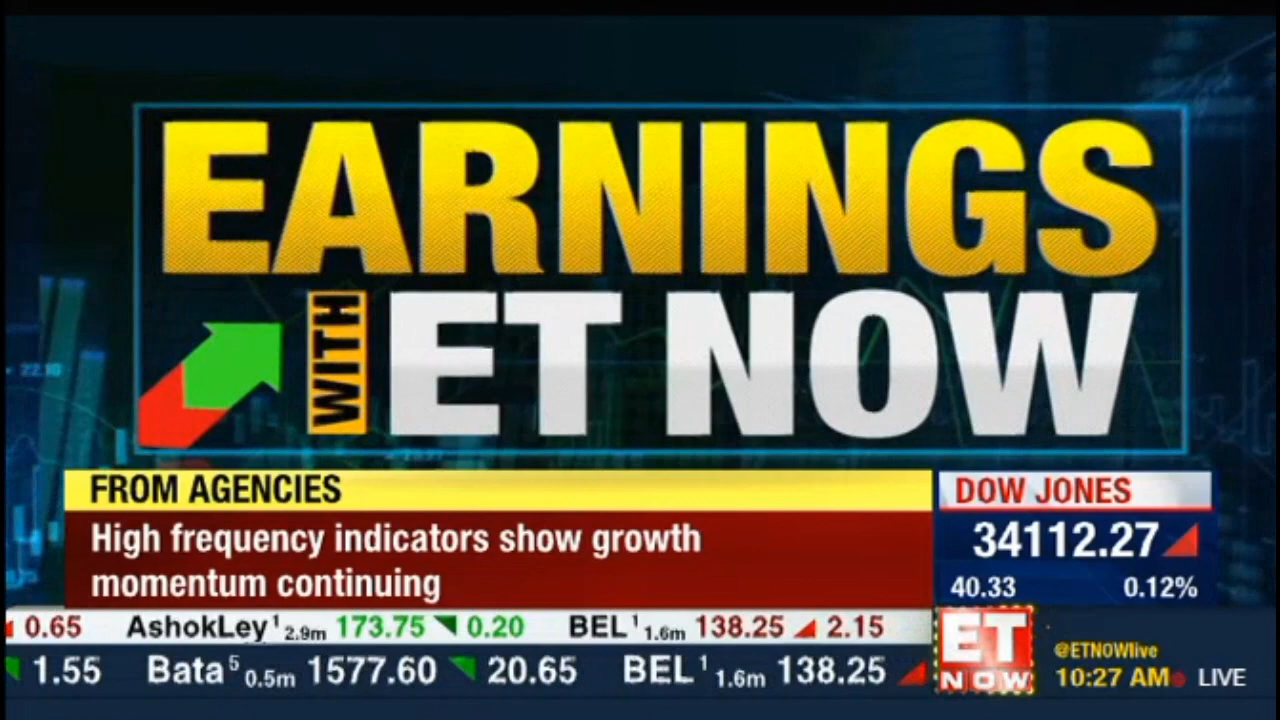 EARNINGS
WITH ET NOW
22.10
FROM AGENCIES
High frequency indicators show growth
momentum continuing
DOW JONES
34112.27
40.33 0.12%
0.65 AshokLey 1 2.9m 173.75 0.20 BEL 1 1.6m 138.25 2.15
1.55 Bata 5 0.5m 1577.60 20.65 BEL 1 1.6m 138.25
ET
NOW
@ETNOWlive
10:27 AM LIVE